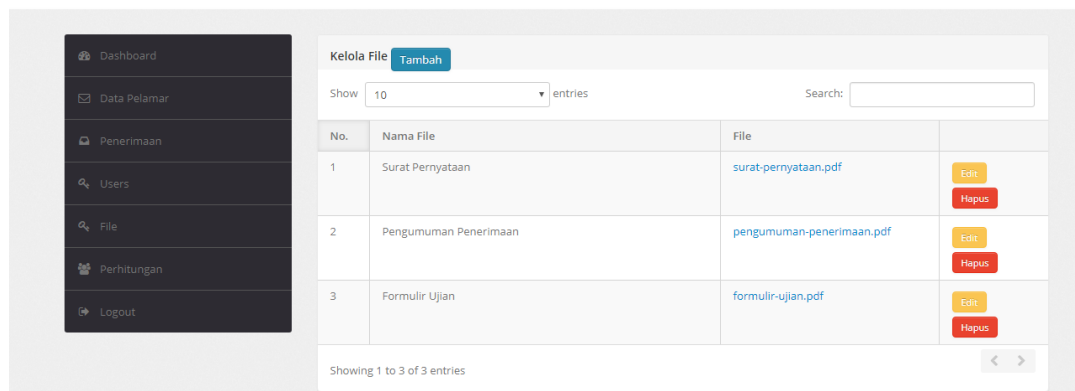 Dashboard
Data Pelamar
Penerimaan
Users
File
Perhitungan
Logout
Kelola File Tambah
Show 10 entries Search:
No. Nama File File
1 Surat Pernyataan surat-pernyataan.pdf Edit
Hapus
2 Pengumuman Penerimaan pengumuman-penerimaan.pdf Edit
Hapus
3 Formulir Ujian formulir-ujian.pdf Edit
Hapus
Showing 1 to 3 of 3 entries